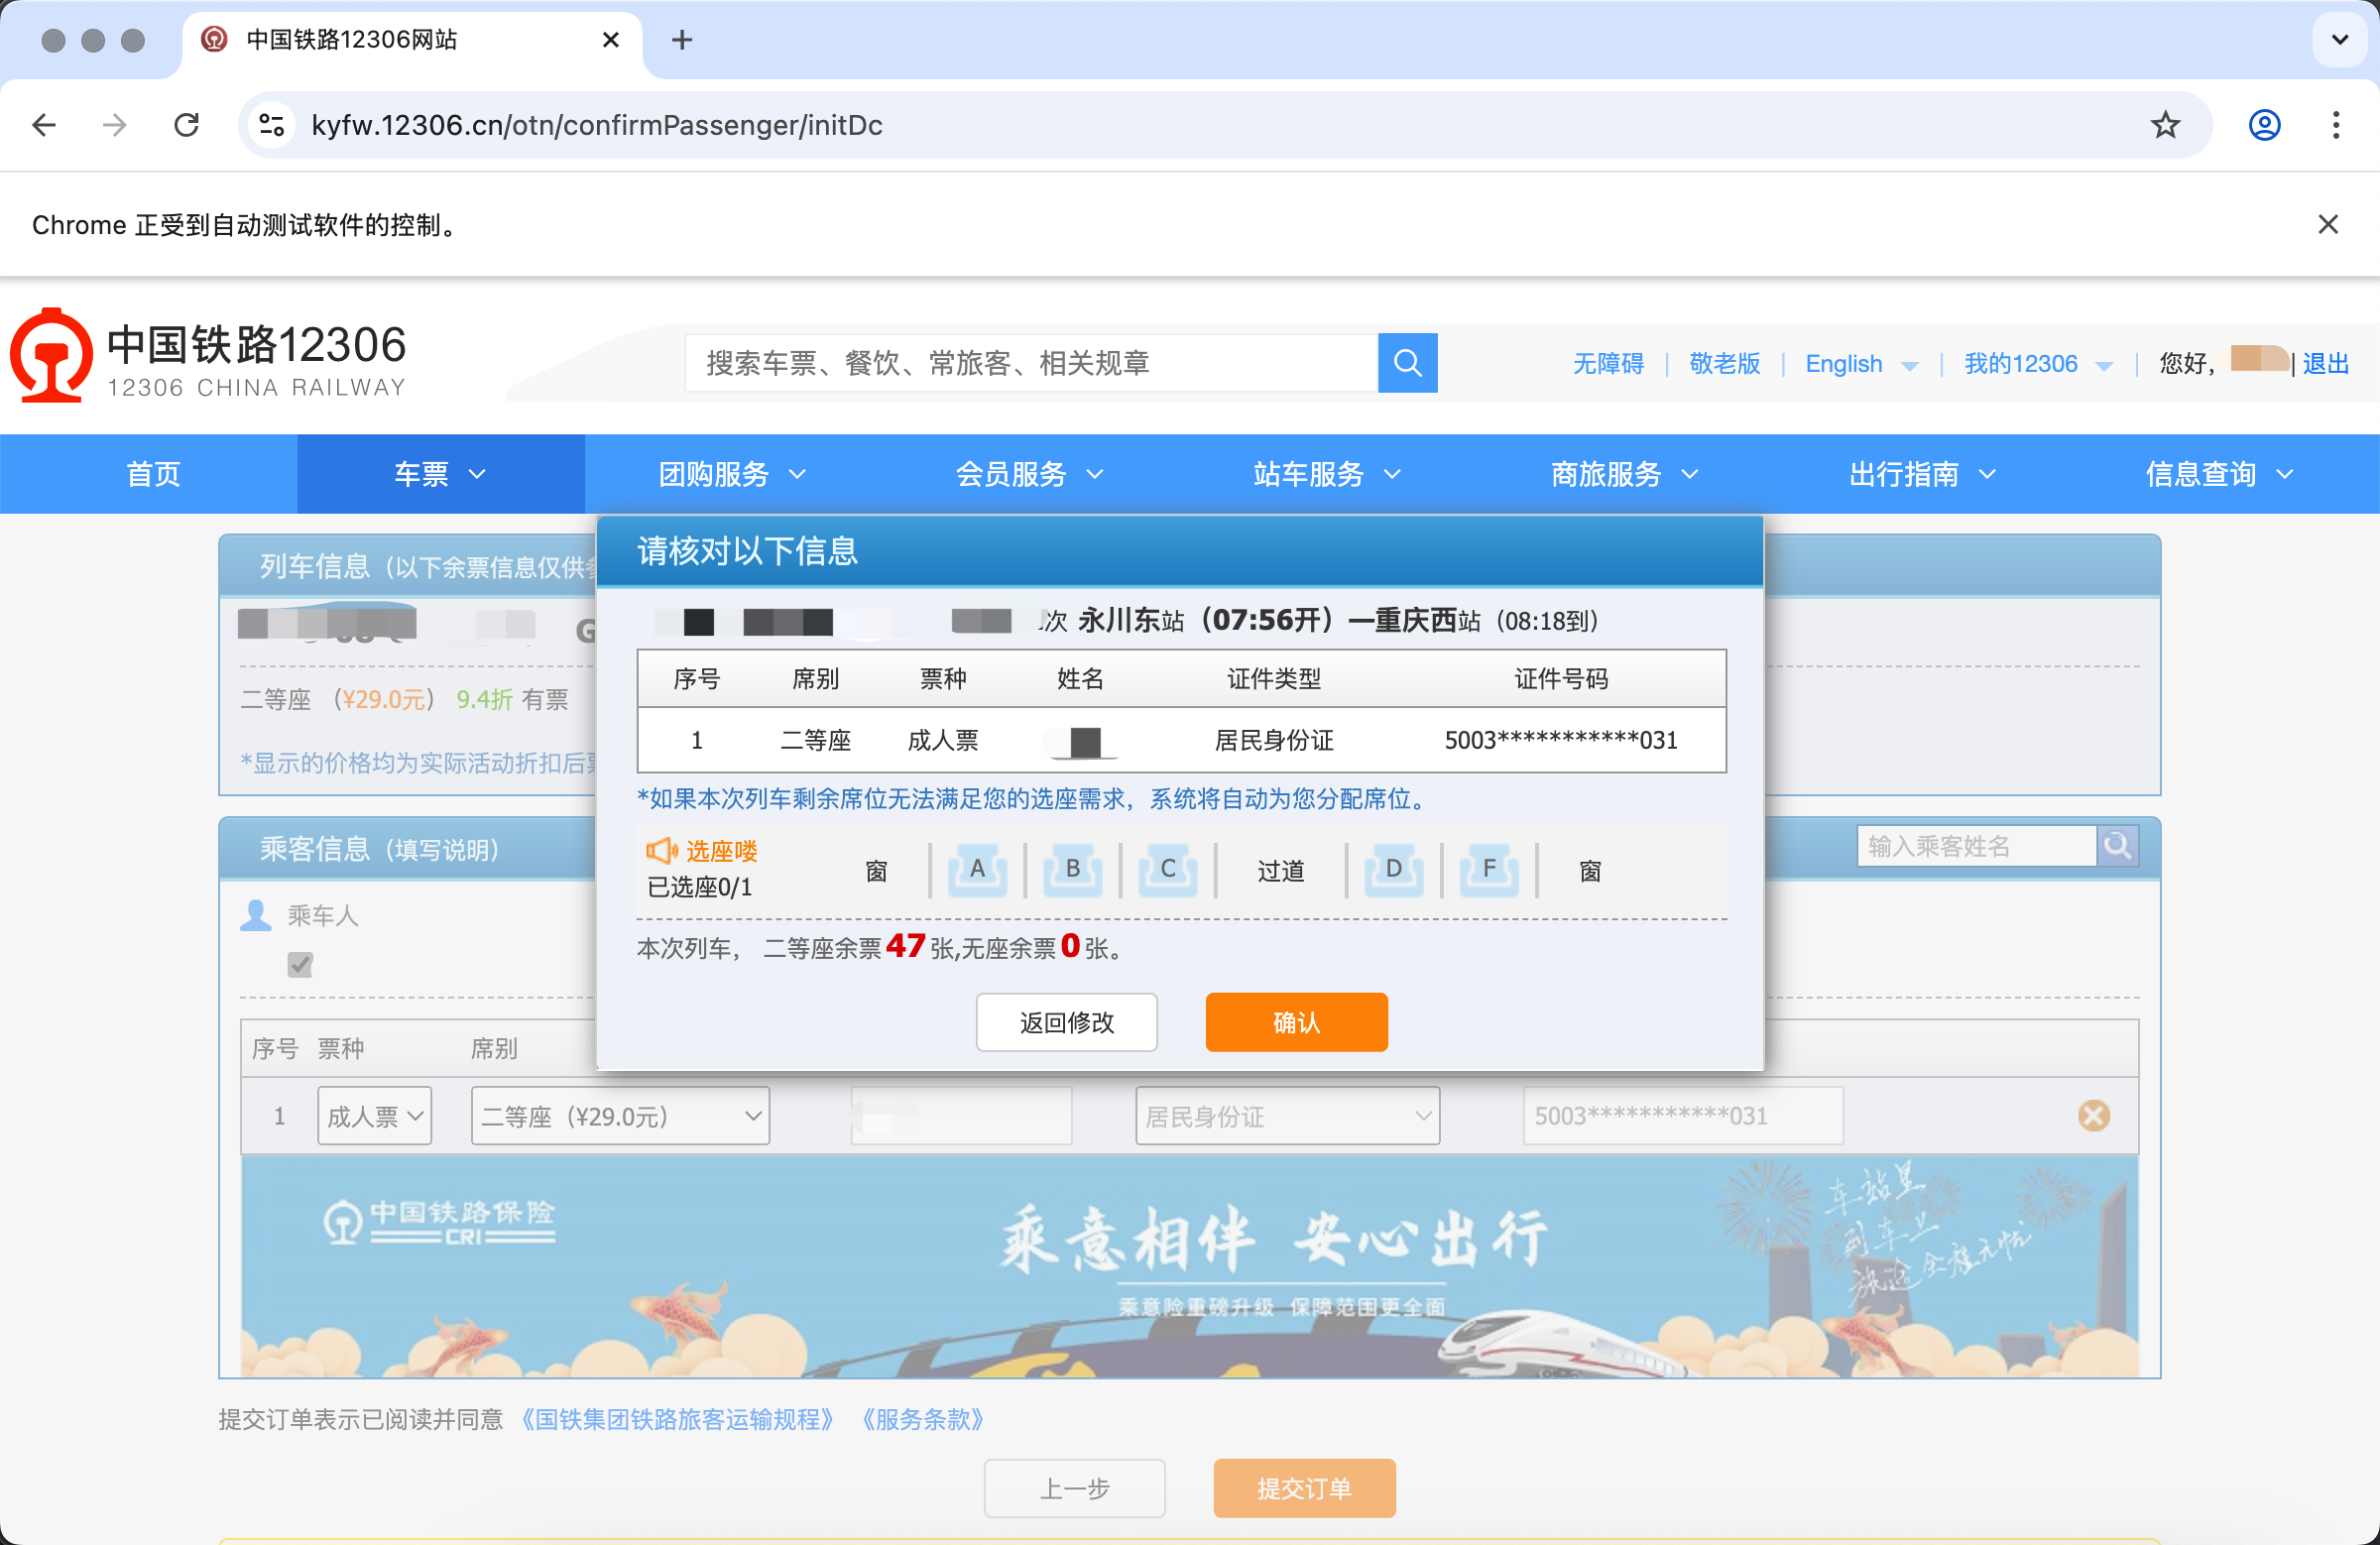 中国铁路12306网站
kyfw.12306.cn/otn/confirmPassenger/initDc
Chrome 正受到自动测试软件的控制。
中国铁路12306
12306 CHINA RAILWAY
搜索车票、餐饮、常旅客、相关规章
无障碍 | 敬老版 | English | 我的12306 | 您好, | 退出
首页 车票 团购服务 会员服务 站车服务 商旅服务 出行指南 信息查询
列车信息（以下余票信息仅供
请核对以下信息
次 永川东站（07:56开）—重庆西站（08:18到）
序号 席别 票种 姓名 证件类型 证件号码
1 二等座 成人票 居民身份证 5003***********031
*如果本次列车剩余席位无法满足您的选座需求，系统将自动为您分配席位。
选座喽
已选座0/1
窗 A B C 过道 D F 窗
本次列车， 二等座余票47张,无座余票0张。
返回修改 确认
G
二等座 （¥29.0元） 9.4折 有票
*显示的价格均为实际活动折扣后
乘客信息（填写说明）
输入乘客姓名
乘车人
序号 票种 席别
1 成人票 二等座（¥29.0元） 居民身份证 5003***********031
中国铁路保险
CRI
乘意相伴 安心出行
乘意险重磅升级 保障范围更全面
车站里
列车上
旅途全程无忧
提交订单表示已阅读并同意 《国铁集团铁路旅客运输规程》 《服务条款》
上一步 提交订单